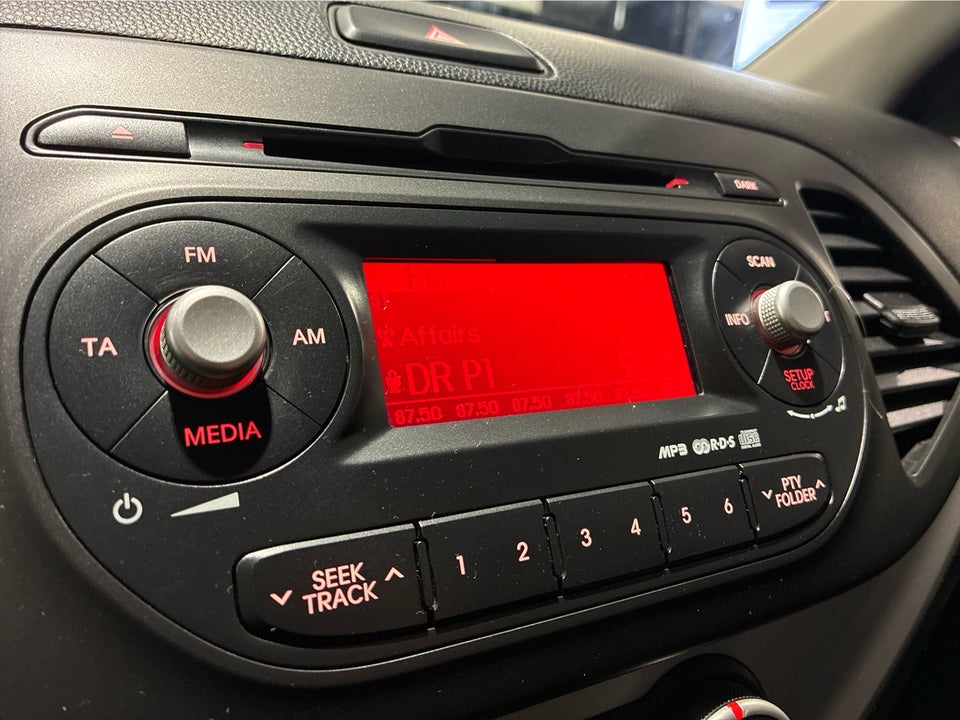 DARK
FM
TA
AM
MEDIA
FM
Affairs
DR P1
87.50 87.50 87.50 87.50 87.50
SCAN
INFO
SETUP
CLOCK
MP3 R·D·S
SEEK
TRACK
1 2 3 4 5 6
PTY
FOLDER